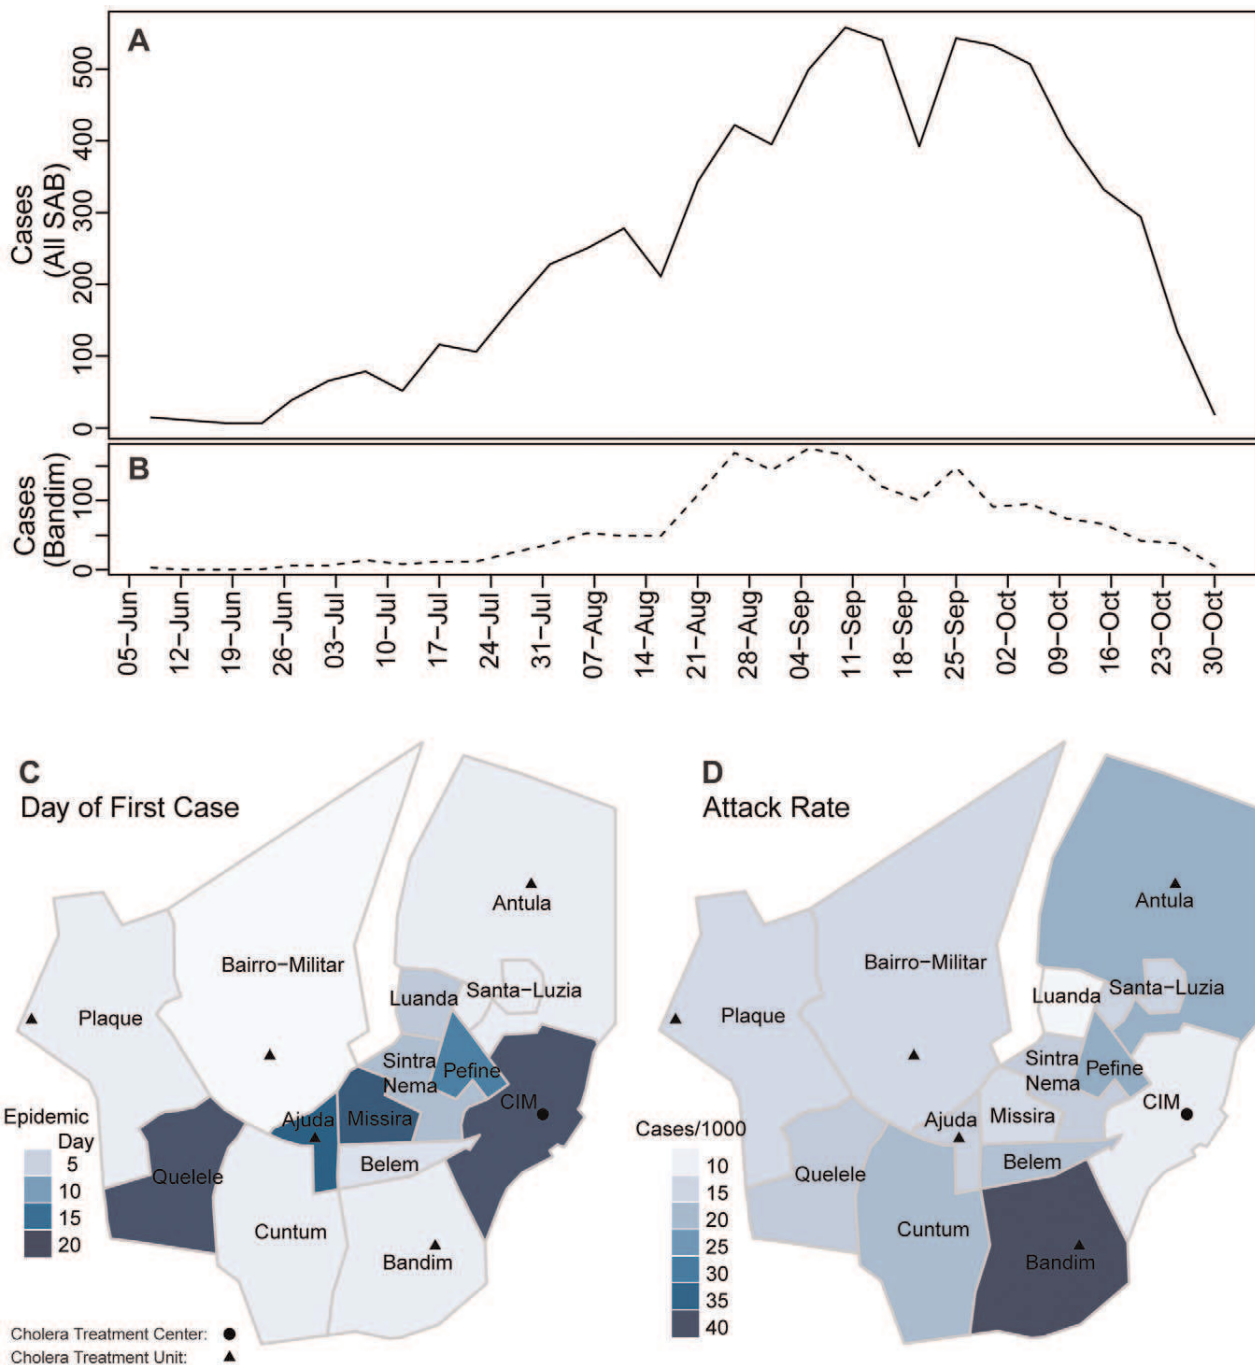 A
Cases
(All SAB)
500
400
300
200
100
0
B
Cases
(Bandim)
100
0
05-Jun
12-Jun
19-Jun
26-Jun
03-Jul
10-Jul
17-Jul
24-Jul
31-Jul
07-Aug
14-Aug
21-Aug
28-Aug
04-Sep
11-Sep
18-Sep
25-Sep
02-Oct
09-Oct
16-Oct
23-Oct
30-Oct
C
Day of First Case
Antula
Bairro-Militar
Santa-Luzia
Luanda
Plaque
Sintra
Nema
Pefine
CIM
Ajuda
Missira
Belem
Quelele
Cuntum
Bandim
Epidemic
Day
5
10
15
20
Cholera Treatment Center:
Cholera Treatment Unit:
D
Attack Rate
Antula
Bairro-Militar
Santa-Luzia
Luanda
Plaque
Sintra
Nema
Pefine
CIM
Ajuda
Missira
Belem
Quelele
Cuntum
Bandim
Cases/1000
10
15
20
25
30
35
40